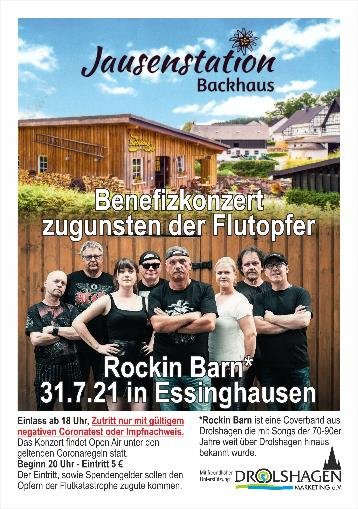 Jausenstation
Backhaus
Benefizkonzert
zugunsten der Flutopfer
Rockin Barn*
31.7.21 in Essinghausen
Einlass ab 18 Uhr, Zutritt nur mit gültigem
negativen Coronatest oder Impfnachweis.
Das Konzert findet Open Air unter den
geltenden Coronaregeln statt.
Beginn 20 Uhr - Eintritt 5 €
Der Eintritt, sowie Spendengelder sollen den
Opfern der Flutkatastrophe zugute kommen.
*Rockin Barn ist eine Coverband aus
Drolshagen die mit Songs der 70-90er
Jahre weit über Drolshagen hinaus
bekannt wurde.
Mit freundlicher
Unterstützung:
DROLSHAGEN
MARKETING e.V.